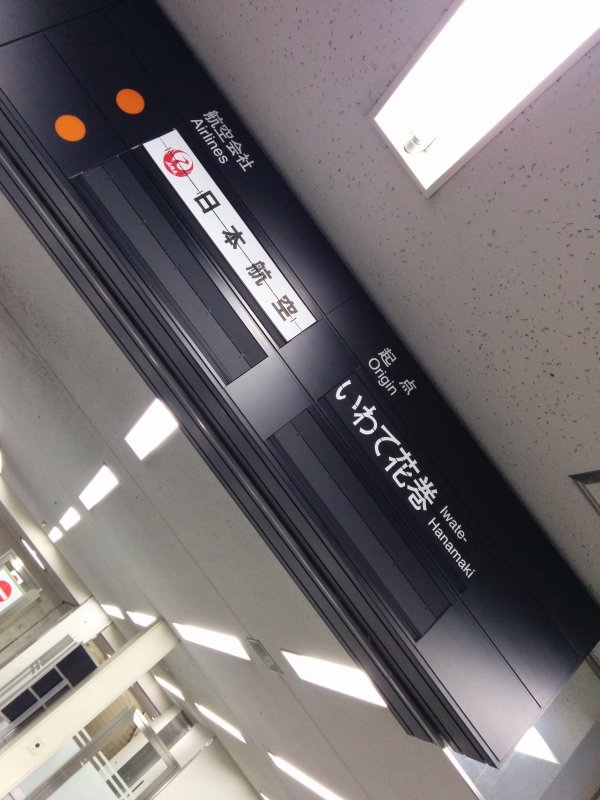 航空会社
Airlines
JAL
日本航空
起点
Origin
いわて花巻
Iwate-
Hanamaki